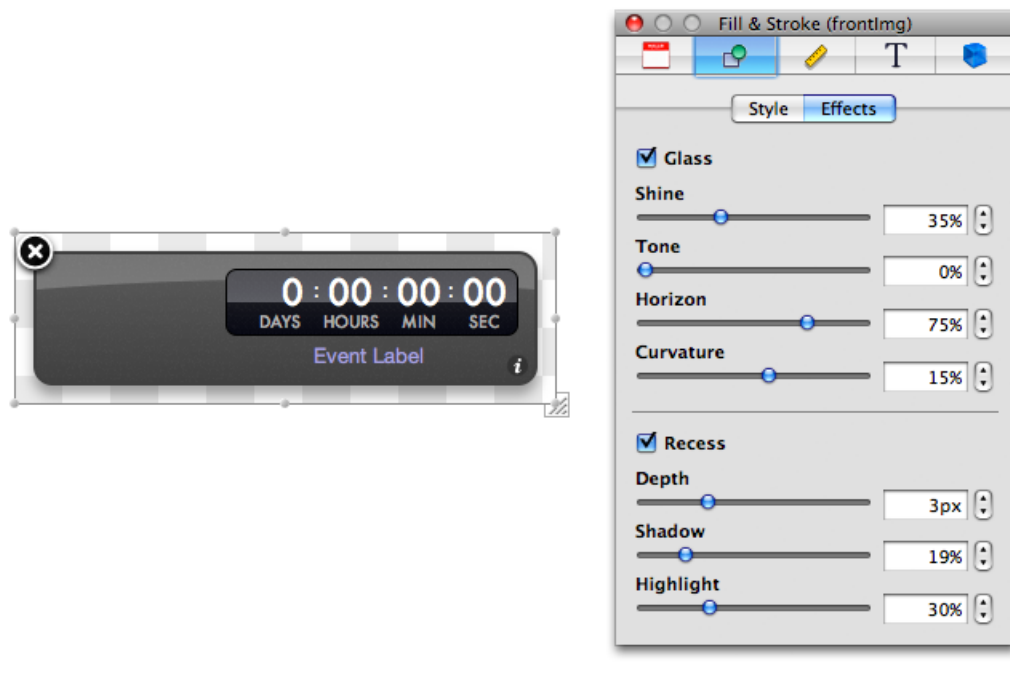 0 : 00 : 00 : 00
DAYS HOURS MIN SEC
Event Label
i
Fill & Stroke (frontImg)
T
Style Effects
Glass
Shine
35%
Tone
0%
Horizon
75%
Curvature
15%
Recess
Depth
3px
Shadow
19%
Highlight
30%